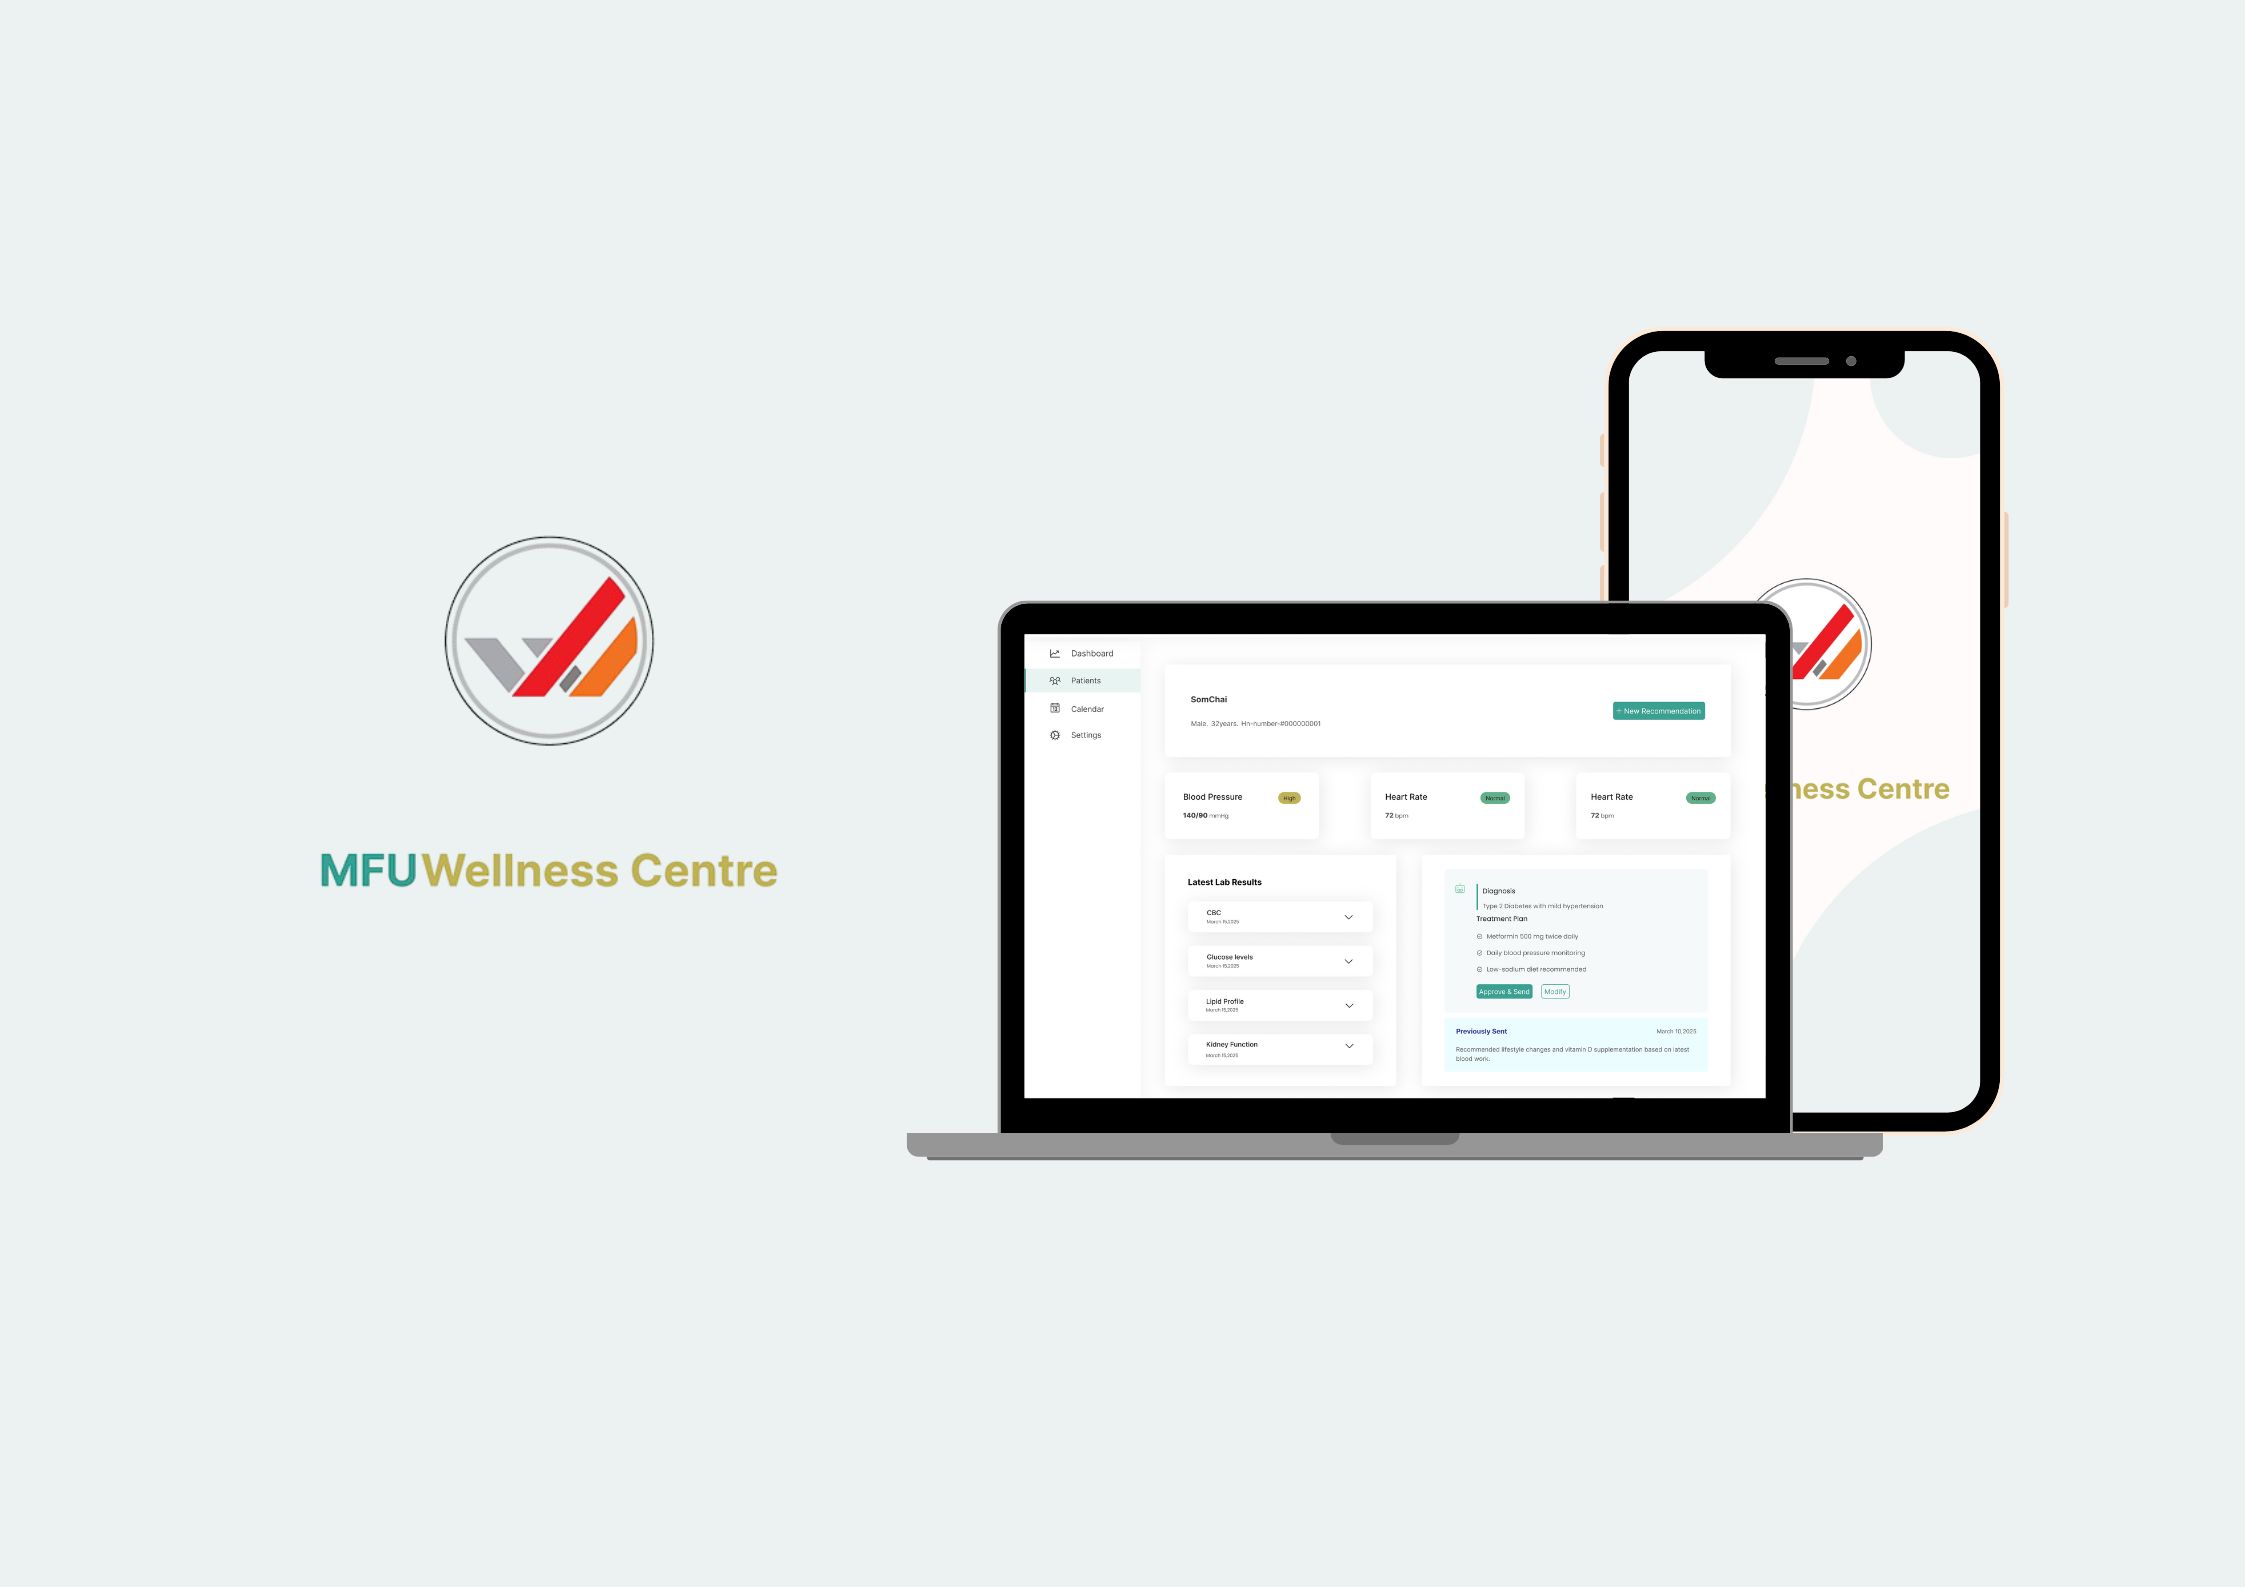 MFU Wellness Centre
Dashboard
Patients
Calendar
Settings
SomChai
Male. 32years. Hn-number-#000000001
+ New Recommendation
Blood Pressure
High
140/90 mmHg
Heart Rate
Normal
72 bpm
Heart Rate
Normal
72 bpm
Latest Lab Results
CBC
March 15,2025
Glucose levels
March 15,2025
Lipid Profile
March 15,2025
Kidney Function
March 15,2025
Diagnosis
Type 2 Diabetes with mild hypertension
Treatment Plan
Metformin 500 mg twice daily
Daily blood pressure monitoring
Low-sodium diet recommended
Approve & Send
Modify
Previously Sent
March 10,2025
Recommended lifestyle changes and vitamin D supplementation based on latest
blood work.
ness Centre